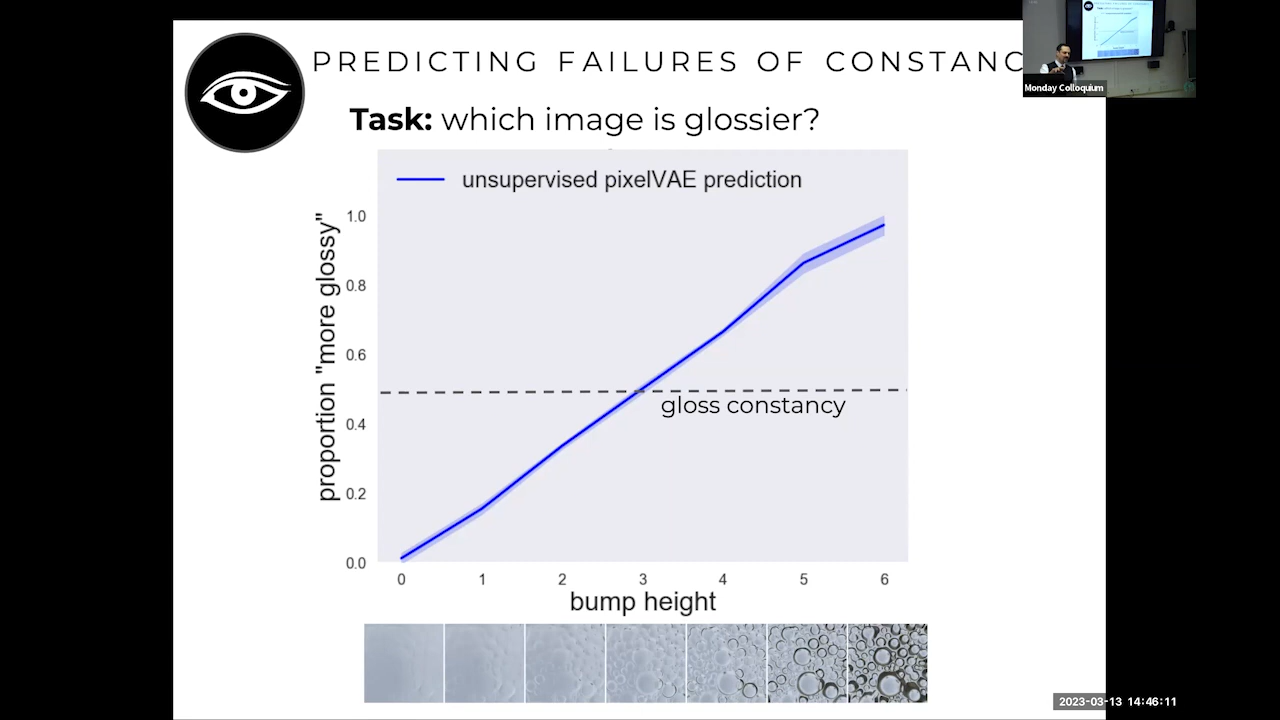 PREDICTING FAILURES OF CONSTANC
Task: which image is glossier?
unsupervised pixelVAE prediction
proportion "more glossy"
1.0
0.8
0.6
0.4
0.2
0.0
gloss constancy
0 1 2 3 4 5 6
bump height
Monday Colloquium
2023-03-13 14:46:11